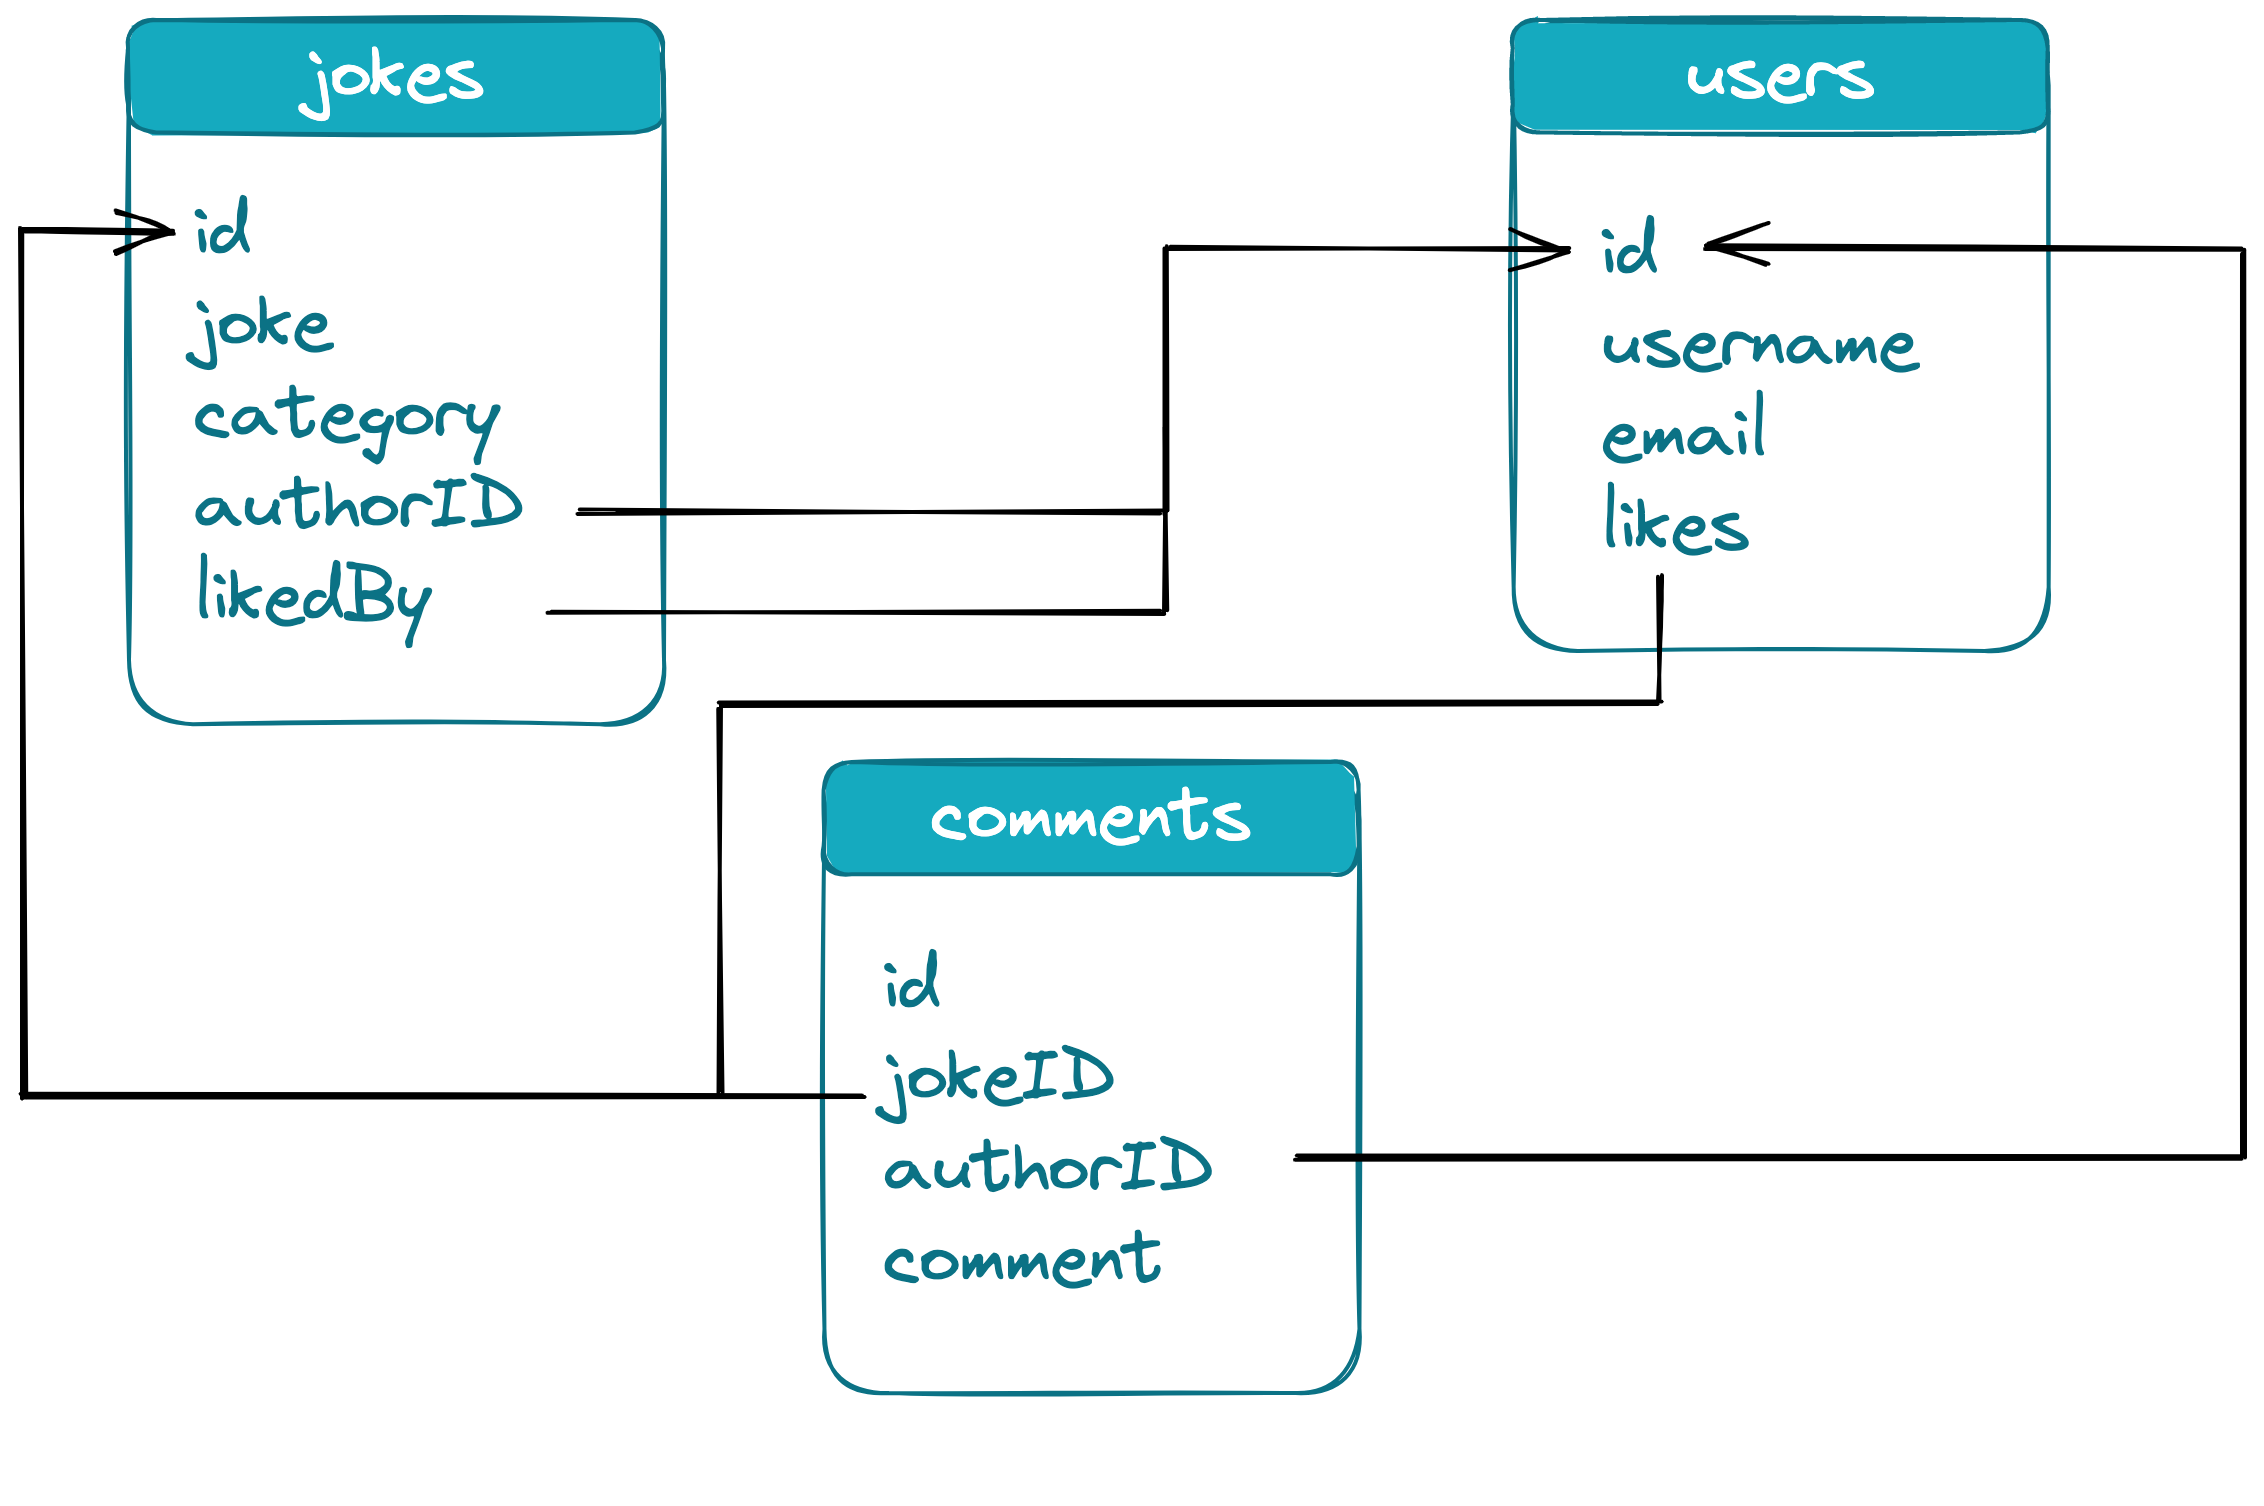 jokes
id
joke
category
authorID
likedBy
users
id
username
email
likes
comments
id
jokeID
authorID
comment